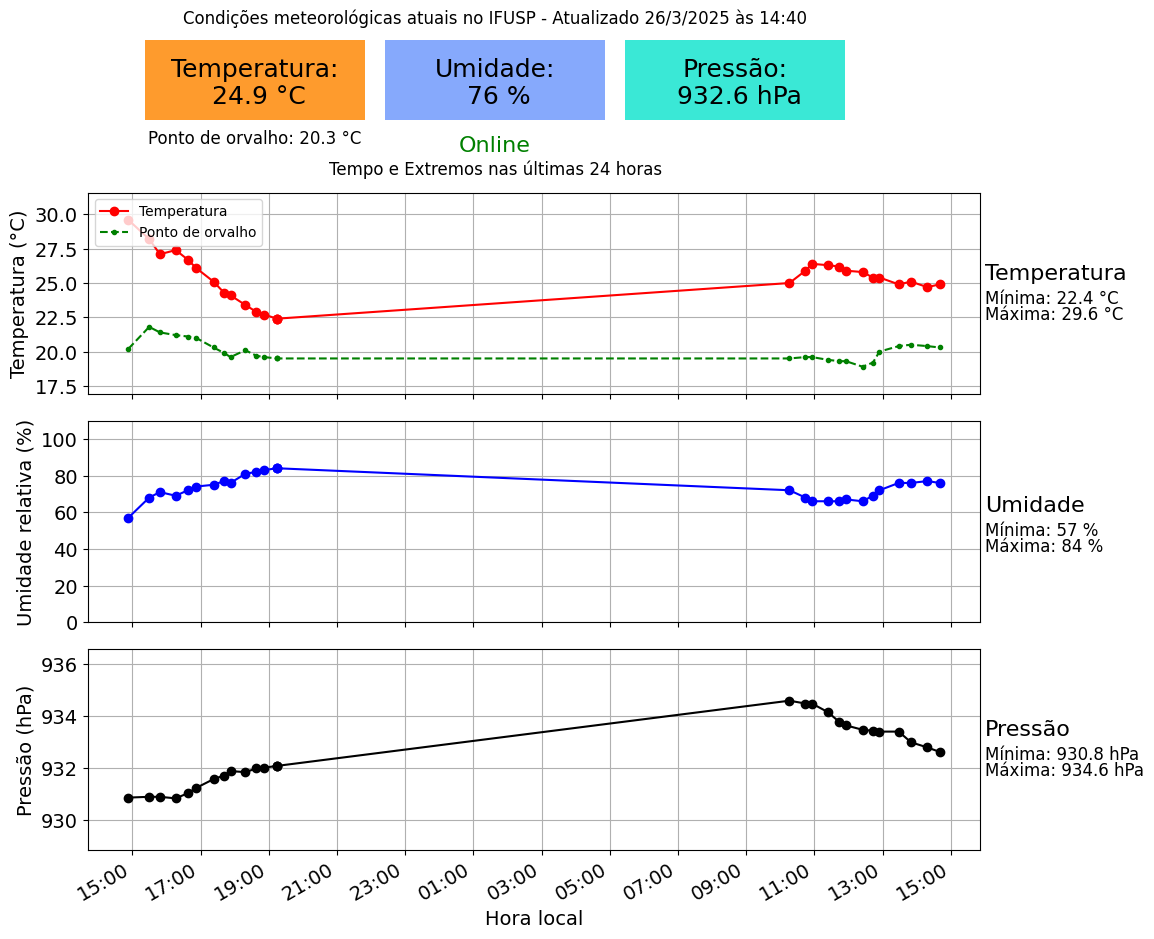 Condições meteorológicas atuais no IFUSP - Atualizado 26/3/2025 às 14:40
Temperatura:
24.9 °C
Umidade:
76 %
Pressão:
932.6 hPa
Ponto de orvalho: 20.3 °C
Online
Tempo e Extremos nas últimas 24 horas
Temperatura (°C)
30.0
27.5
25.0
22.5
20.0
17.5
Temperatura
Ponto de orvalho
Temperatura
Mínima: 22.4 °C
Máxima: 29.6 °C
Umidade relativa (%)
100
80
60
40
20
0
Umidade
Mínima: 57 %
Máxima: 84 %
Pressão (hPa)
936
934
932
930
Pressão
Mínima: 930.8 hPa
Máxima: 934.6 hPa
15:00
17:00
19:00
21:00
23:00
01:00
03:00
05:00
07:00
09:00
11:00
13:00
15:00
Hora local